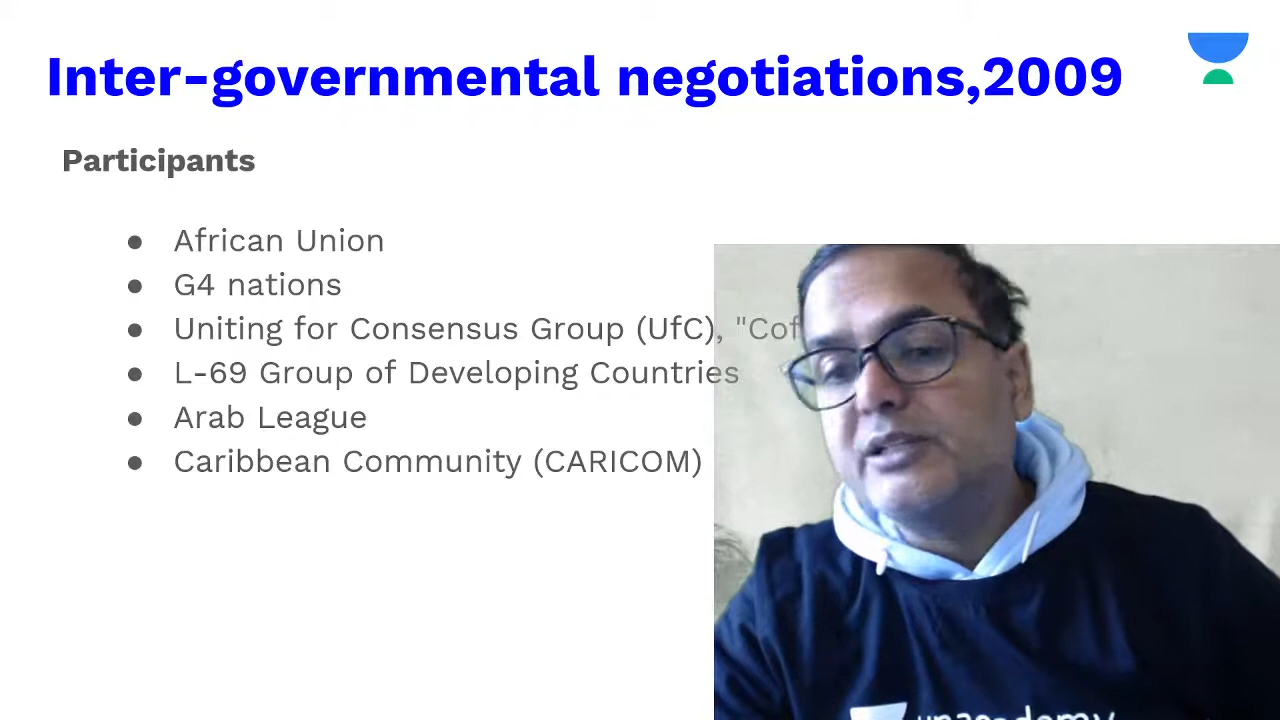 Inter-governmental negotiations,2009
Participants
● African Union
● G4 nations
● Uniting for Consensus Group (UfC), "Cof
● L-69 Group of Developing Countries
● Arab League
● Caribbean Community (CARICOM)
unacademy